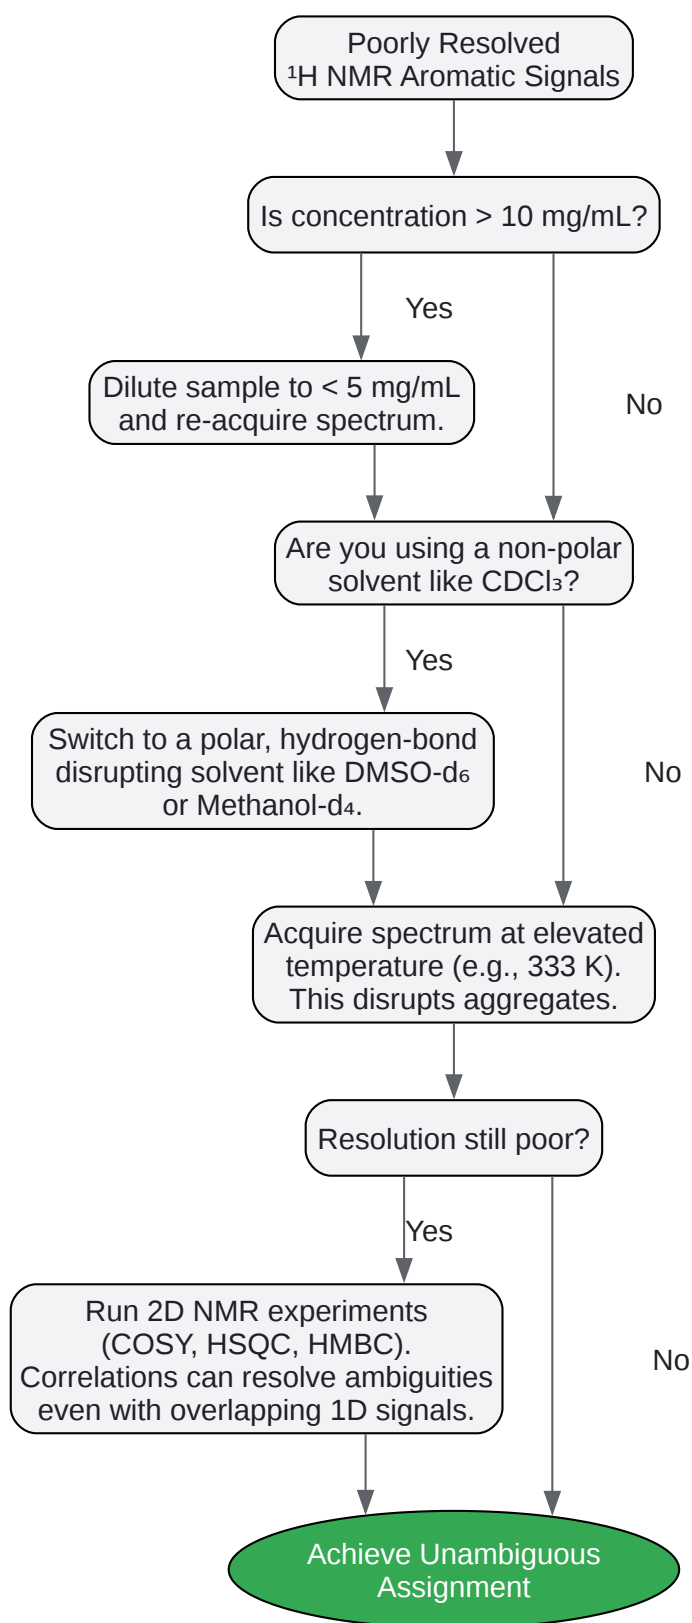 Poorly Resolved
¹H NMR Aromatic Signals
Is concentration > 10 mg/mL?
Yes
Dilute sample to < 5 mg/mL
and re-acquire spectrum.
No
Are you using a non-polar
solvent like CDCl₃?
Yes
Switch to a polar, hydrogen-bond
disrupting solvent like DMSO-d₆
or Methanol-d₄.
No
Acquire spectrum at elevated
temperature (e.g., 333 K).
This disrupts aggregates.
Resolution still poor?
Yes
Run 2D NMR experiments
(COSY, HSQC, HMBC).
Correlations can resolve ambiguities
even with overlapping 1D signals.
No
Achieve Unambiguous
Assignment